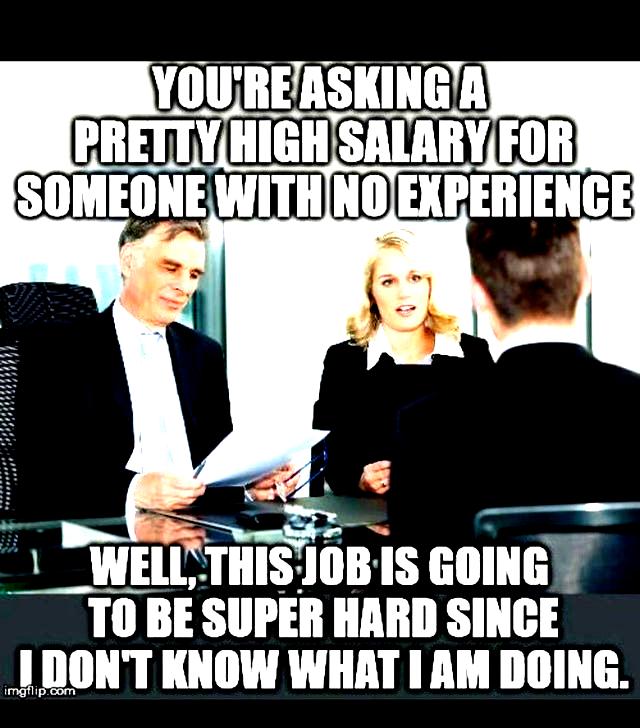 YOU'RE ASKING A
PRETTY HIGH SALARY FOR
SOMEONE WITH NO EXPERIENCE
WELL, THIS JOB IS GOING
TO BE SUPER HARD SINCE
I DON'T KNOW WHAT I AM DOING.
imgflip.com